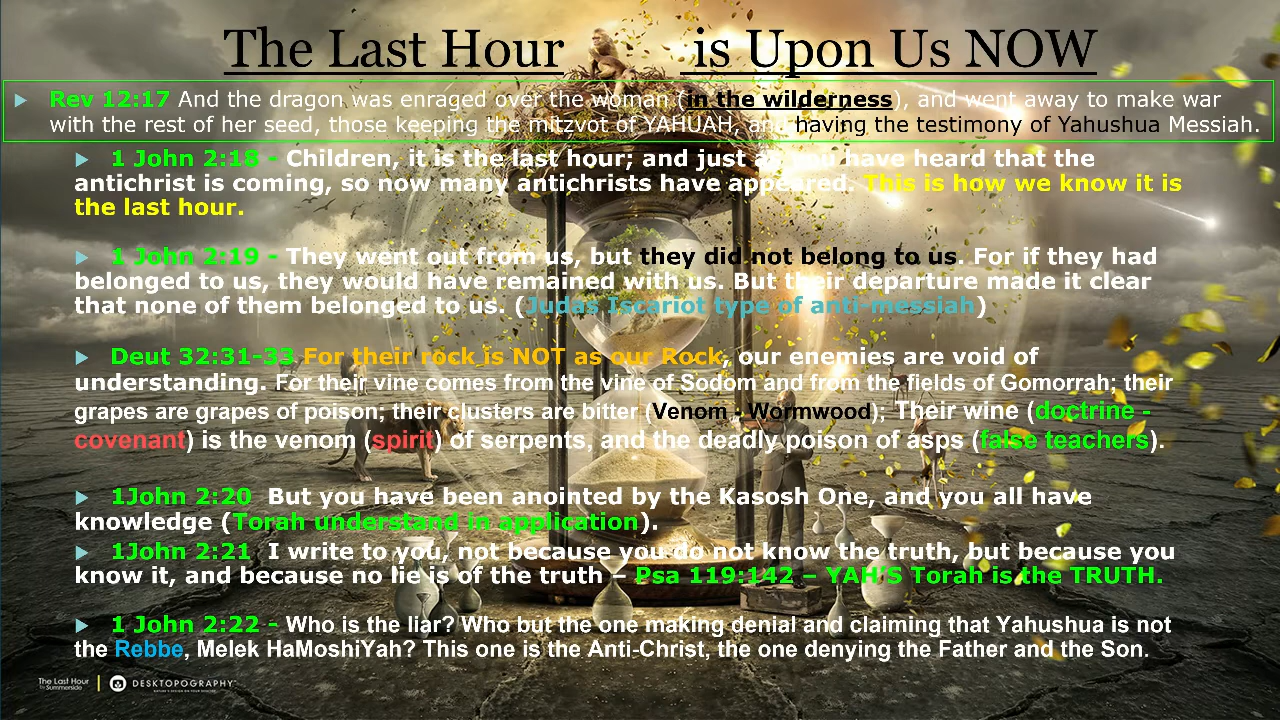 The Last Hour is Upon Us NOW
Rev 12:17 And the dragon was enraged over the woman (in the wilderness), and went away to make war
with the rest of her seed, those keeping the mitzvot of YAHUAH, and having the testimony of Yahushua Messiah.
1 John 2:18 - Children, it is the last hour; and just as you have heard that the
antichrist is coming, so now many antichrists have appeared. This is how we know it is
the last hour.
1 John 2:19 - They went out from us, but they did not belong to us. For if they had
belonged to us, they would have remained with us. But their departure made it clear
that none of them belonged to us. (Judas Iscariot type of anti-messiah)
Deut 32:31-33 For their rock is NOT as our Rock, our enemies are void of
understanding. For their vine comes from the vine of Sodom and from the fields of Gomorrah; their
grapes are grapes of poison; their clusters are bitter (Venom - Wormwood); Their wine (doctrine -
covenant) is the venom (spirit) of serpents, and the deadly poison of asps (false teachers).
1John 2:20 But you have been anointed by the Kasosh One, and you all have
knowledge (Torah understand in application).
1John 2:21 I write to you, not because you do not know the truth, but because you
know it, and because no lie is of the truth – Psa 119:142 – YAH'S Torah is the TRUTH.
1 John 2:22 - Who is the liar? Who but the one making denial and claiming that Yahushua is not
the Rebbe, Melek HaMoshiYah? This one is the Anti-Christ, the one denying the Father and the Son.
The Last Hour
by Summerside
DESKTOPOGRAPHY